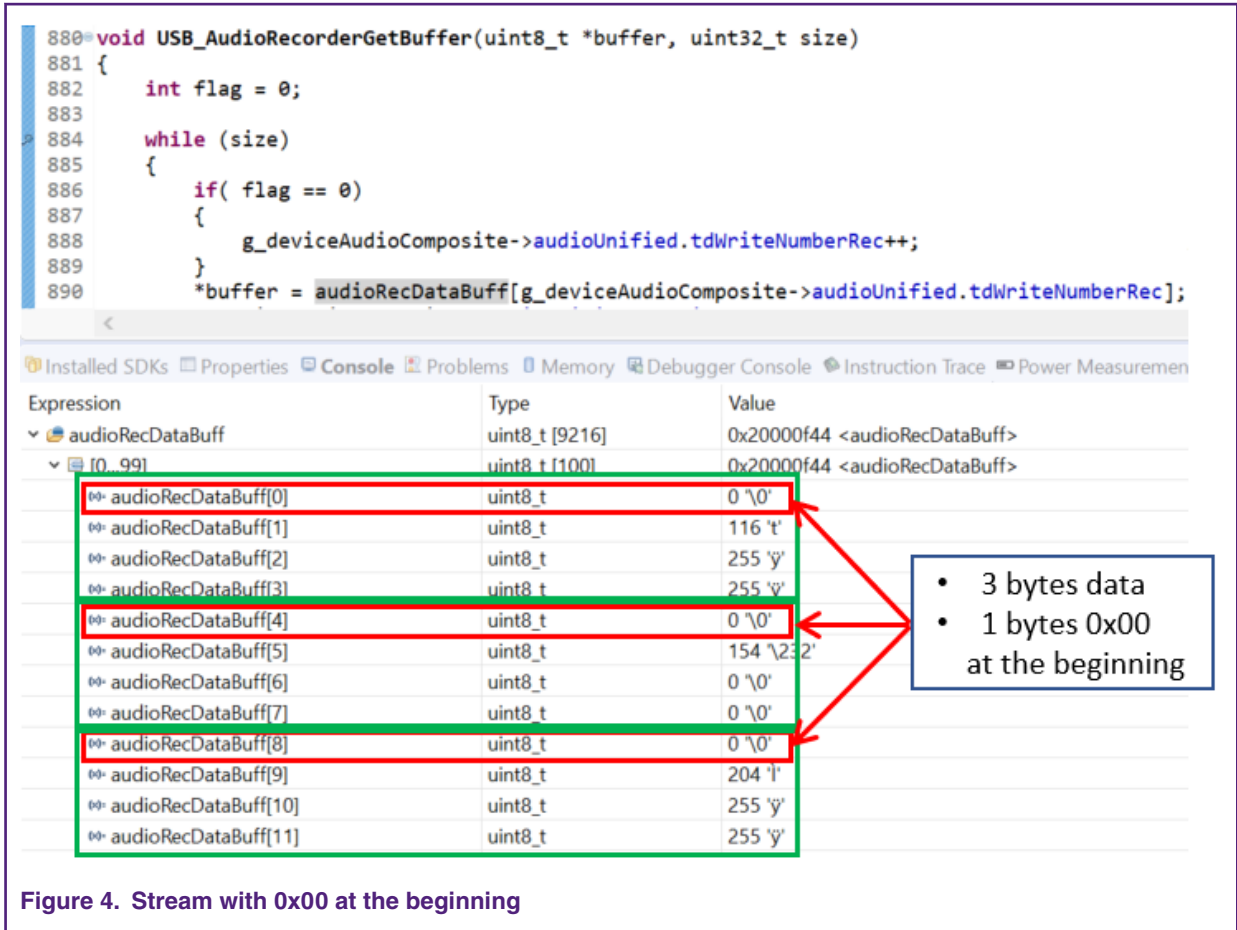 880 void USB_AudioRecorderGetBuffer(uint8_t *buffer, uint32_t size)
881 {
882 int flag = 0;
883
884 while (size)
885 {
886 if( flag == 0)
887 {
888 g_deviceAudioComposite->audioUnified.tdWriteNumberRec++;
889 }
890 *buffer = audioRecDataBuff[g_deviceAudioComposite->audioUnified.tdWriteNumberRec];
Installed SDKs Properties Console Problems Memory Debugger Console Instruction Trace Power Measuremen
Expression Type Value
audioRecDataBuff uint8_t [9216] 0x20000f44 <audioRecDataBuff>
[0...99] uint8_t [100] 0x20000f44 <audioRecDataBuff>
audioRecDataBuff[0] uint8_t 0 '\0'
audioRecDataBuff[1] uint8_t 116 't'
audioRecDataBuff[2] uint8_t 255 'ÿ'
audioRecDataBuff[3] uint8_t 255 'ÿ'
audioRecDataBuff[4] uint8_t 0 '\0'
audioRecDataBuff[5] uint8_t 154 '\232'
audioRecDataBuff[6] uint8_t 0 '\0'
audioRecDataBuff[7] uint8_t 0 '\0'
audioRecDataBuff[8] uint8_t 0 '\0'
audioRecDataBuff[9] uint8_t 204 'Ì'
audioRecDataBuff[10] uint8_t 255 'ÿ'
audioRecDataBuff[11] uint8_t 255 'ÿ'
• 3 bytes data
• 1 bytes 0x00
at the beginning
Figure 4. Stream with 0x00 at the beginning